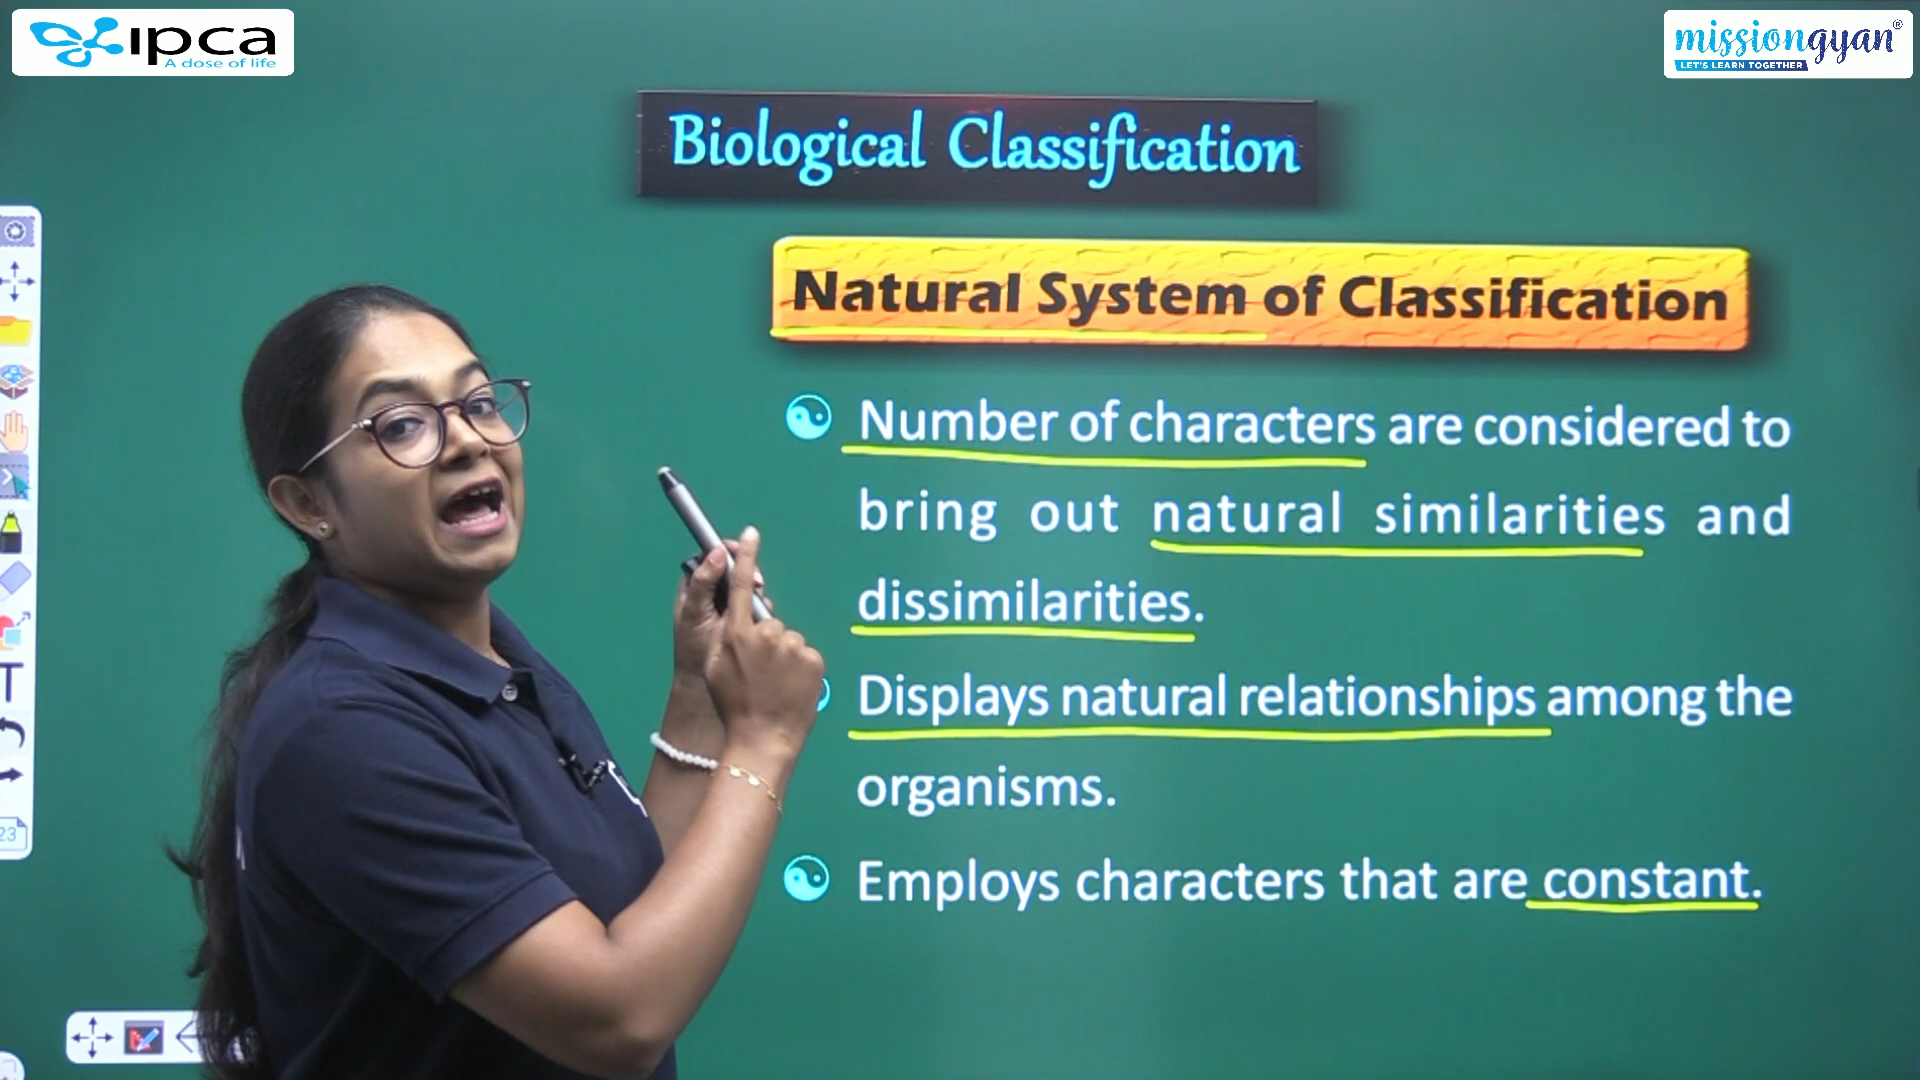 ipca
A dose of life
missiongyan®
LET'S LEARN TOGETHER
Biological Classification
Natural System of Classification
Number of characters are considered to
bring out natural similarities and
dissimilarities.
Displays natural relationships among the
organisms.
Employs characters that are constant.
T
23